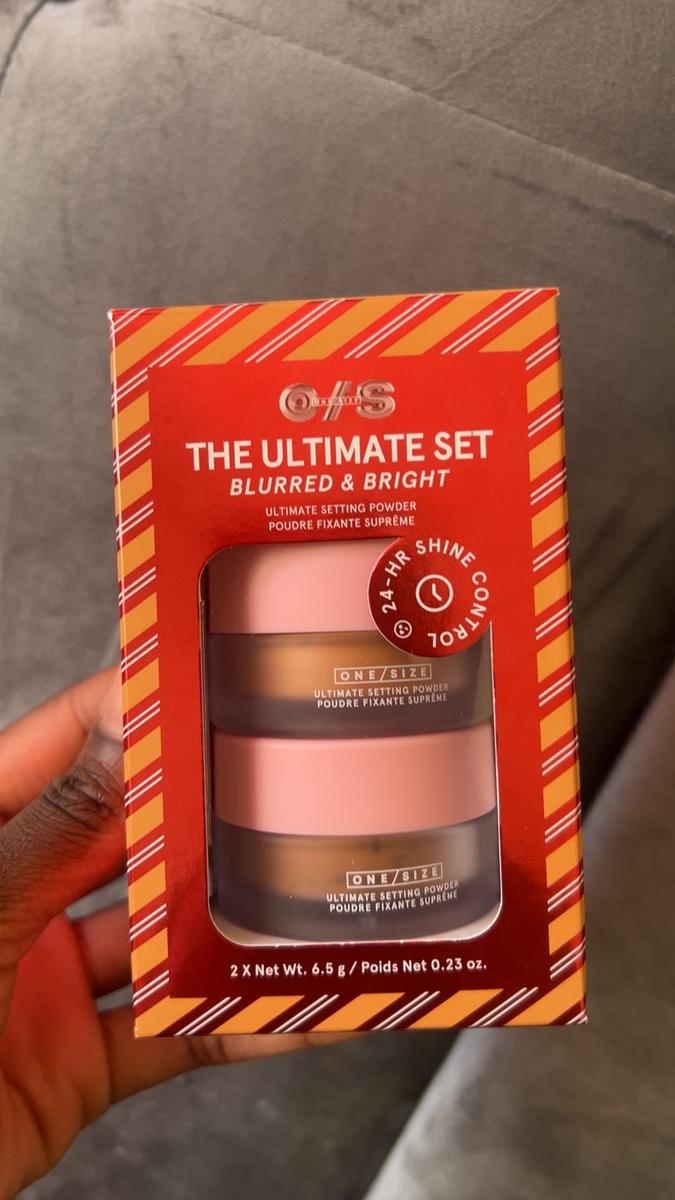 O/S
ONE/SIZE
THE ULTIMATE SET
BLURRED & BRIGHT
ULTIMATE SETTING POWDER
POUDRE FIXANTE SUPRÊME
24-HR SHINE CONTROL
ONE/SIZE
ULTIMATE SETTING POWDER
POUDRE FIXANTE SUPRÊME
ONE/SIZE
ULTIMATE SETTING POWDER
POUDRE FIXANTE SUPRÊME
2 X Net Wt. 6.5 g / Poids Net 0.23 oz.